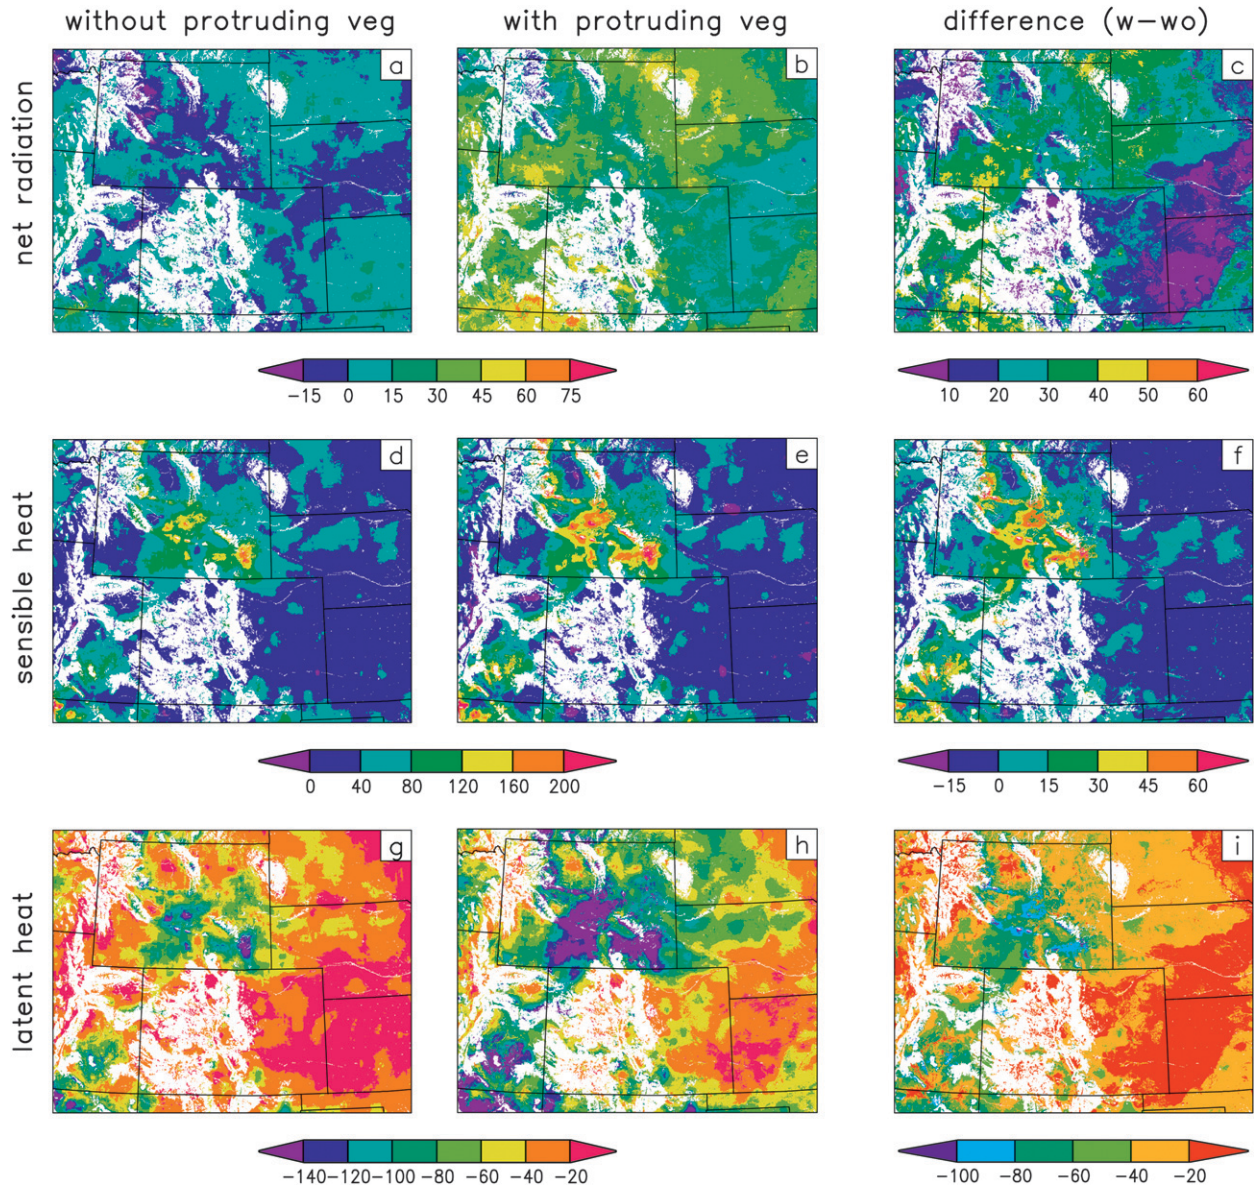 without protruding veg with protruding veg difference (w−wo)
net radiation
a b c
−15 0 15 30 45 60 75 10 20 30 40 50 60
sensible heat
d e f
0 40 80 120 160 200 −15 0 15 30 45 60
latent heat
g h i
−140 −120 −100 −80 −60 −40 −20 −100 −80 −60 −40 −20